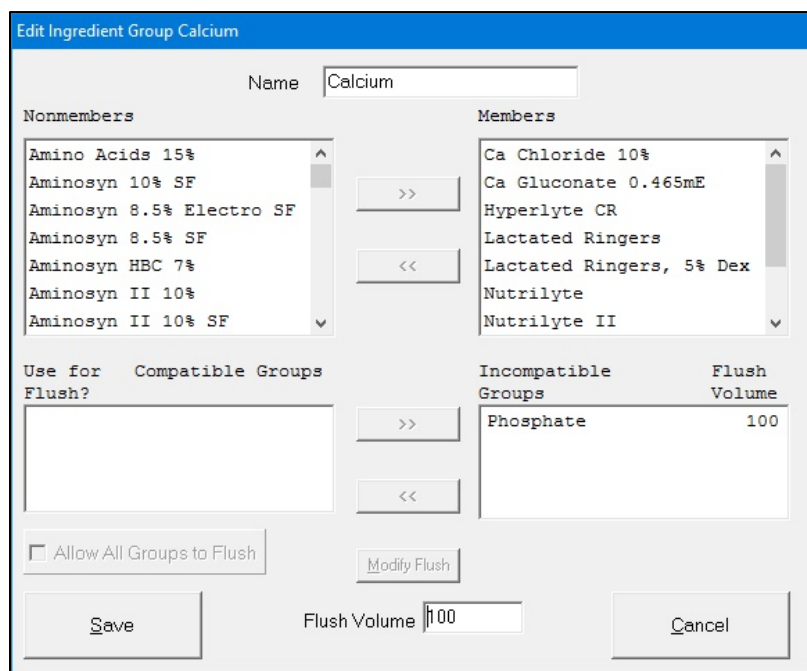 Edit Ingredient Group Calcium
Name Calcium
Nonmembers Members
Amino Acids 15%
Aminosyn 10% SF
Aminosyn 8.5% Electro SF
Aminosyn 8.5% SF
Aminosyn HBC 7%
Aminosyn II 10%
Aminosyn II 10% SF
>>
<<
Ca Chloride 10%
Ca Gluconate 0.465mE
Hyperlyte CR
Lactated Ringers
Lactated Ringers, 5% Dex
Nutrilyte
Nutrilyte II
Use for Compatible Groups
Flush?
>>
<<
Incompatible Flush
Groups Volume
Phosphate 100
Allow All Groups to Flush
Modify Flush
Save
Flush Volume 100
Cancel